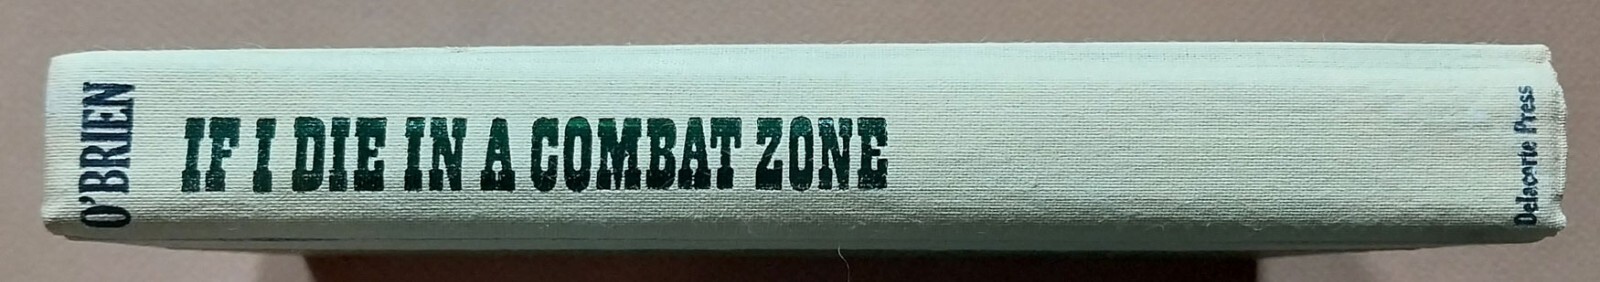 O'BRIEN
IF I DIE IN A COMBAT ZONE
Delacorte Press